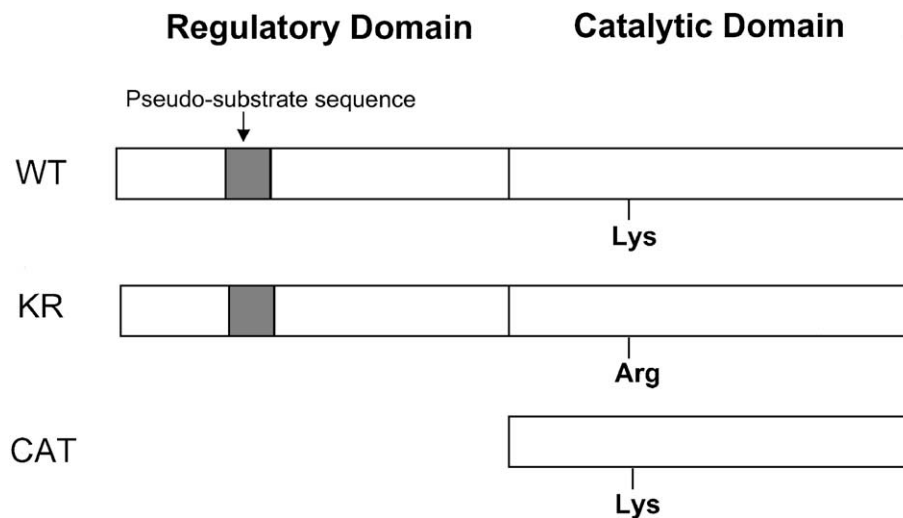 Regulatory Domain Catalytic Domain
Pseudo-substrate sequence
WT
Lys
KR
Arg
CAT
Lys